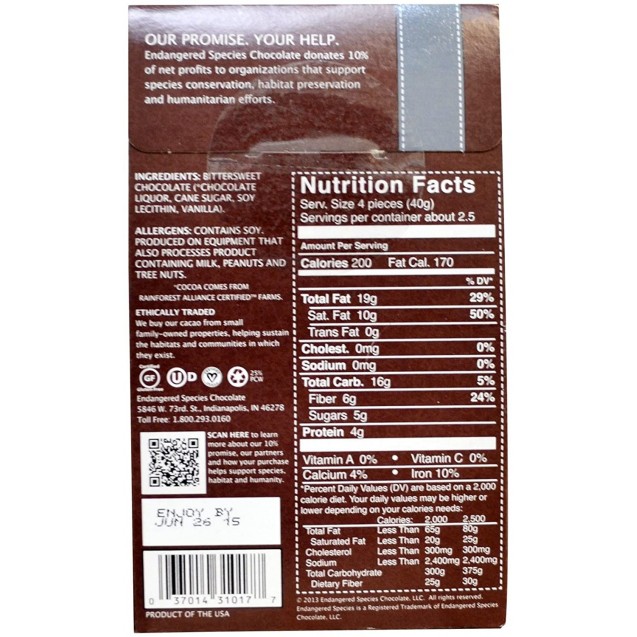 OUR PROMISE. YOUR HELP.
Endangered Species Chocolate donates 10%
of net profits to organizations that support
species conservation, habitat preservation
and humanitarian efforts.
INGREDIENTS: BITTERSWEET
CHOCOLATE (*CHOCOLATE
LIQUOR, CANE SUGAR, SOY
LECITHIN, VANILLA).
ALLERGENS: CONTAINS SOY.
PRODUCED ON EQUIPMENT THAT
ALSO PROCESSES PRODUCT
CONTAINING MILK, PEANUTS AND
TREE NUTS.
*COCOA COMES FROM
RAINFOREST ALLIANCE CERTIFIED™ FARMS.
ETHICALLY TRADED
We buy our cacao from small
family-owned properties, helping sustain
the habitats and communities in which
they exist.
Certified
GF
Gluten-Free
U D
V
25%
PCW
Endangered Species Chocolate
5846 W. 73rd. St., Indianapolis, IN 46278
Toll Free: 1.800.293.0160
SCAN HERE to learn
more about our 10%
promise, our partners
and how your purchase
helps support species,
habitat and humanity.
ENJOY BY
JUN 26 15
0 37014 31017 7
PRODUCT OF THE USA
Nutrition Facts
Serv. Size 4 pieces (40g)
Servings per container about 2.5
Amount Per Serving
Calories 200 Fat Cal. 170
% DV*
Total Fat 19g 29%
Sat. Fat 10g 50%
Trans Fat 0g
Cholest. 0mg 0%
Sodium 0mg 0%
Total Carb. 16g 5%
Fiber 6g 24%
Sugars 5g
Protein 4g
Vitamin A 0% • Vitamin C 0%
Calcium 4% • Iron 10%
*Percent Daily Values (DV) are based on a 2,000
calorie diet. Your daily values may be higher or
lower depending on your calories needs:
Calories: 2,000 2,500
Total Fat Less Than 65g 80g
Saturated Fat Less Than 20g 25g
Cholesterol Less Than 300mg 300mg
Sodium Less Than 2,400mg 2,400mg
Total Carbohydrate 300g 375g
Dietary Fiber 25g 30g
© 2013 Endangered Species Chocolate, LLC. All rights reserved.
Endangered Species is a Registered Trademark of Endangered Species
Chocolate, LLC.